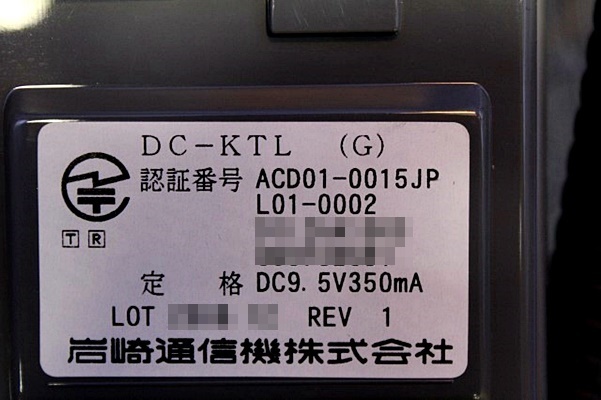 DC-KTL (G)
認証番号 ACD01-0015JP
L01-0002
T R
定 格 DC9.5V350mA
LOT REV 1
岩崎通信機株式会社